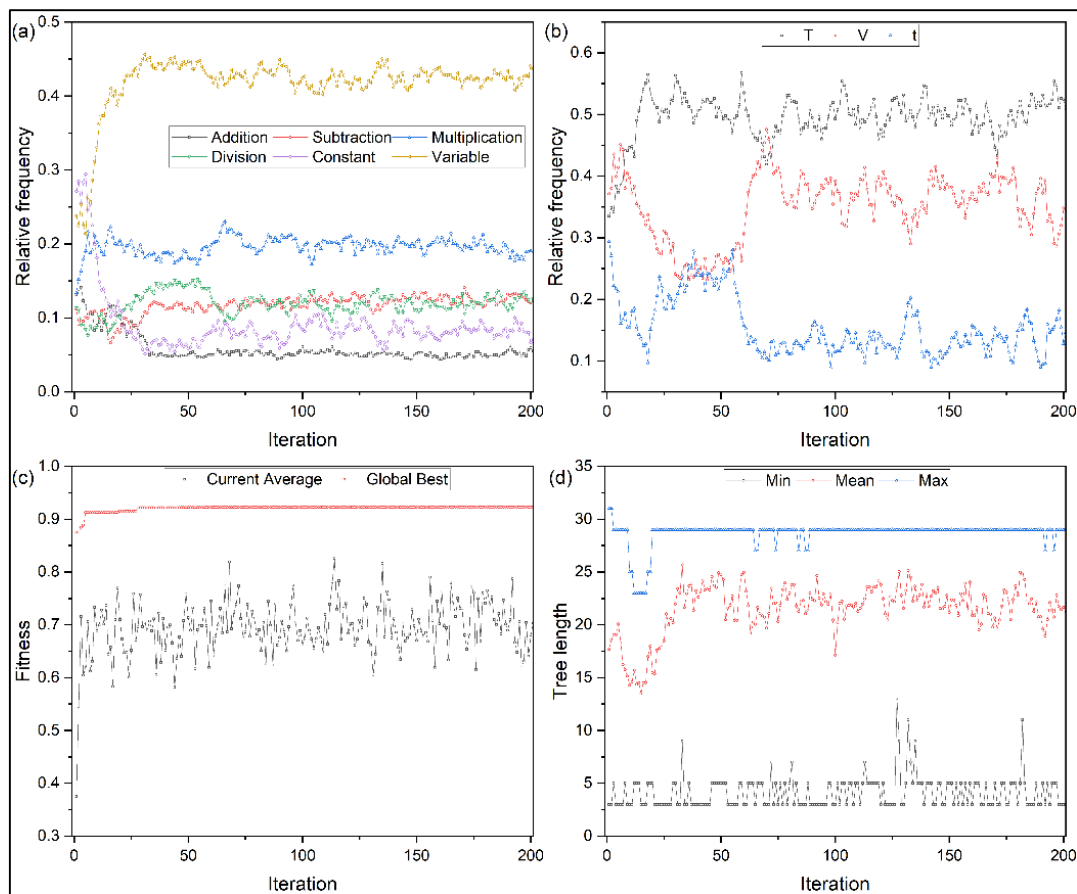 (a)
0.5
0.4
0.3
0.2
0.1
0.0
Relative frequency
Addition Subtraction Multiplication
Division Constant Variable
0 50 100 150 200
Iteration
(b)
T V t
0.6
0.5
0.4
0.3
0.2
0.1
Relative frequency
0 50 100 150 200
Iteration
(c)
1.0
0.9
0.8
0.7
0.6
0.5
0.4
0.3
Fitness
Current Average Global Best
0 50 100 150 200
Iteration
(d)
35
30
25
20
15
10
5
0
Tree length
Min Mean Max
0 50 100 150 200
Iteration